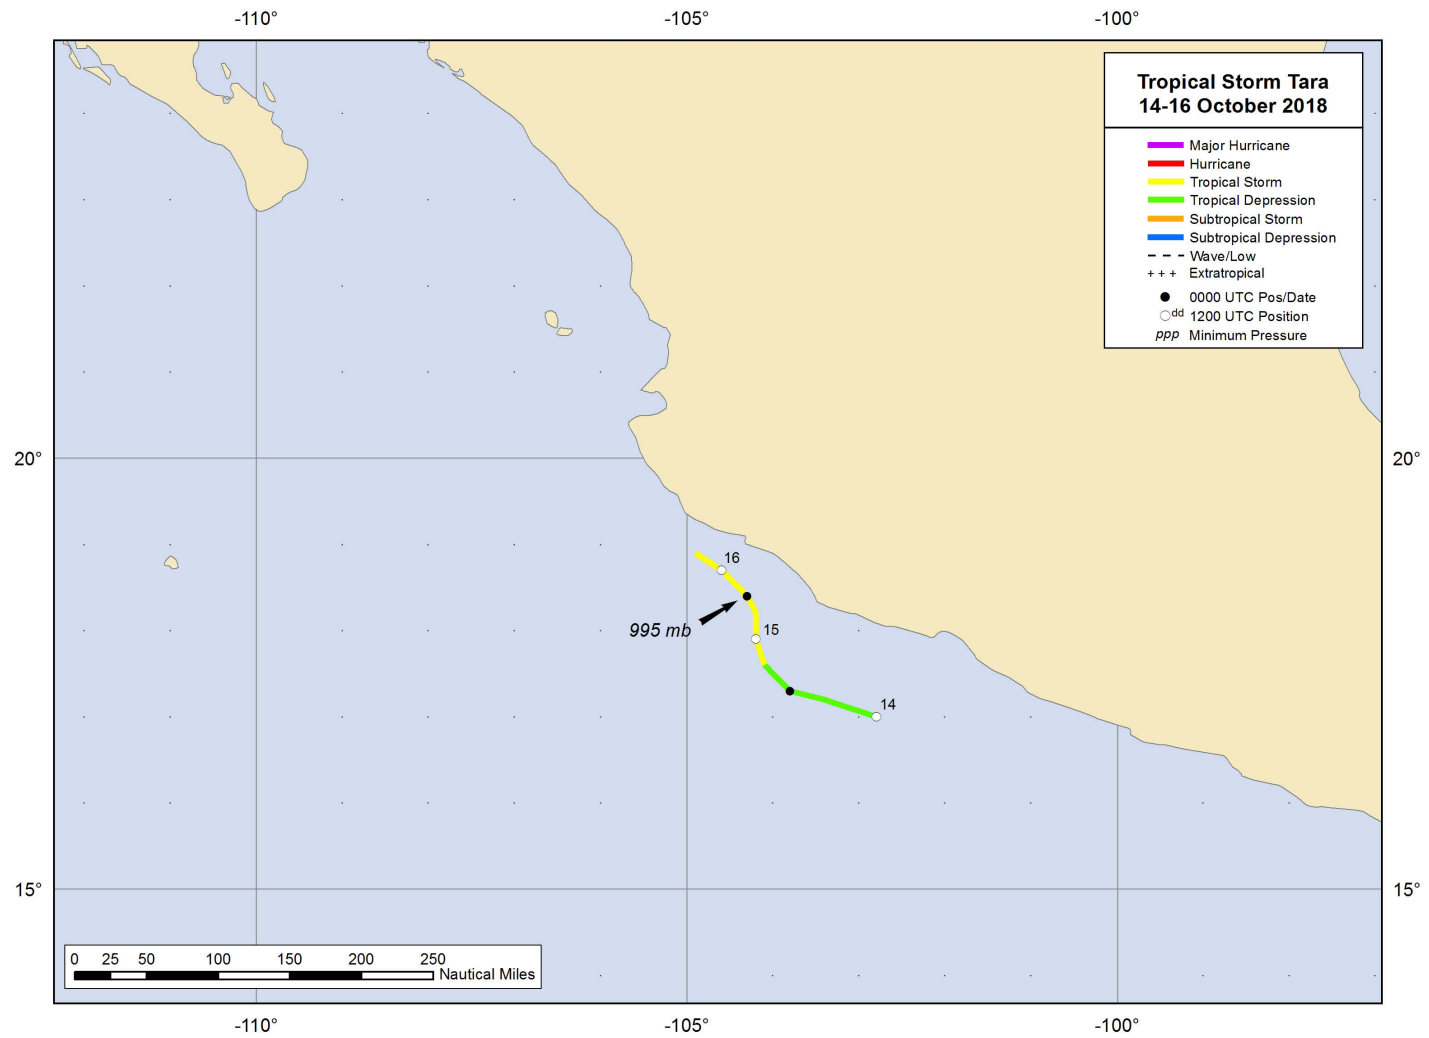 -110° -105° -100°
Tropical Storm Tara
14-16 October 2018
Major Hurricane
Hurricane
Tropical Storm
Tropical Depression
Subtropical Storm
Subtropical Depression
Wave/Low
+ + + Extratropical
0000 UTC Pos/Date
dd 1200 UTC Position
ppp Minimum Pressure
20° 20°
16
995 mb
15
14
15° 15°
0 25 50 100 150 200 250
Nautical Miles
-110° -105° -100°